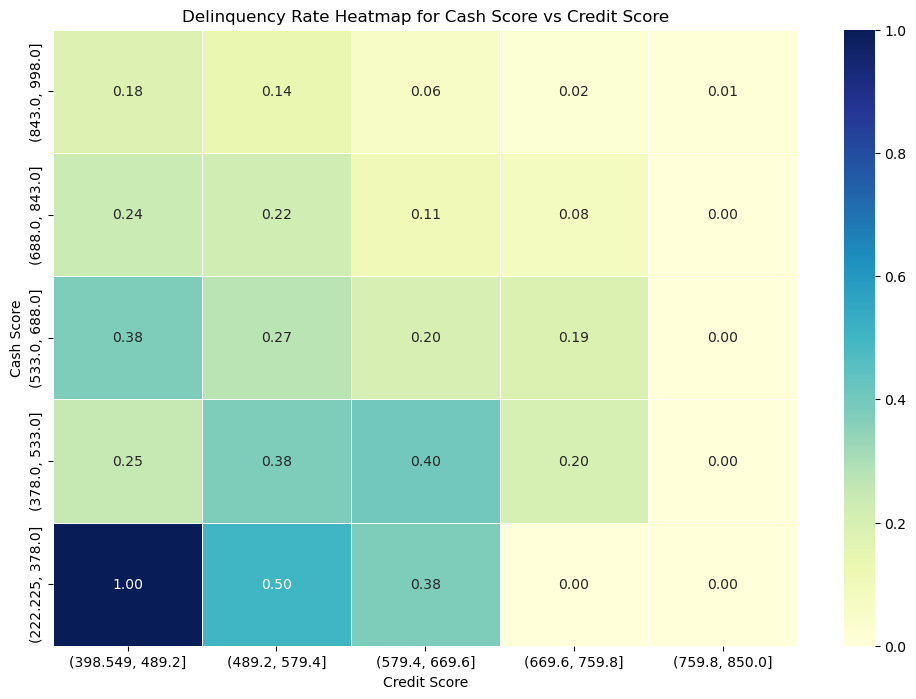 Delinquency Rate Heatmap for Cash Score vs Credit Score
Cash Score
(843.0, 998.0]
0.18 0.14 0.06 0.02 0.01
(688.0, 843.0]
0.24 0.22 0.11 0.08 0.00
(533.0, 688.0]
0.38 0.27 0.20 0.19 0.00
(378.0, 533.0]
0.25 0.38 0.40 0.20 0.00
(222.225, 378.0]
1.00 0.50 0.38 0.00 0.00
(398.549, 489.2] (489.2, 579.4] (579.4, 669.6] (669.6, 759.8] (759.8, 850.0]
Credit Score
1.0
0.8
0.6
0.4
0.2
0.0